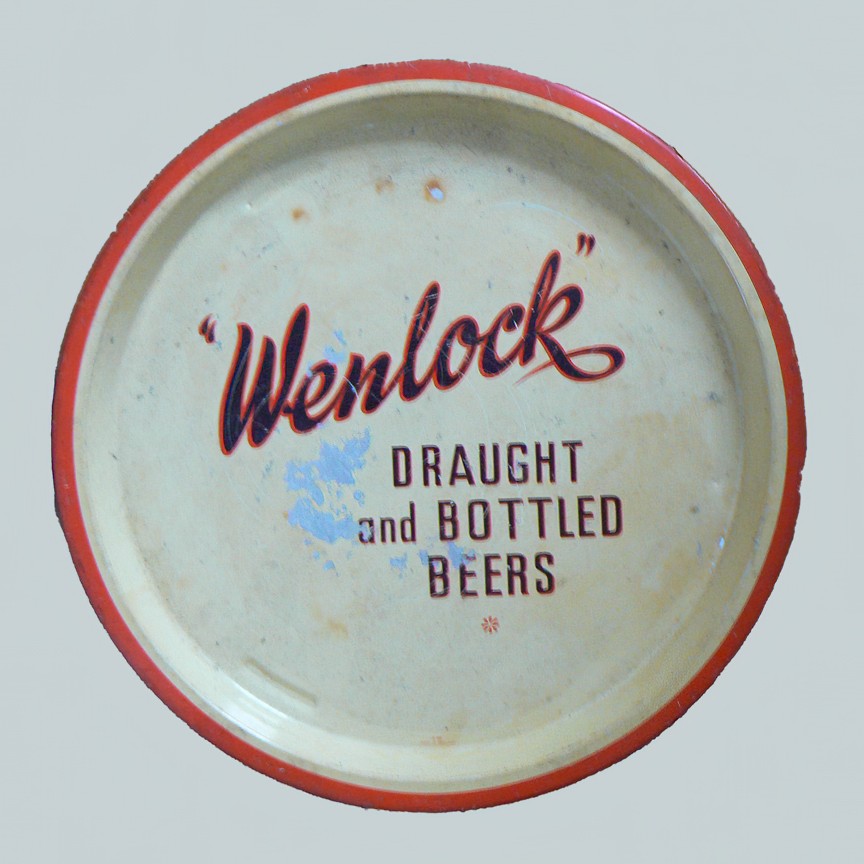 "Wenlock"
DRAUGHT
and BOTTLED
BEERS